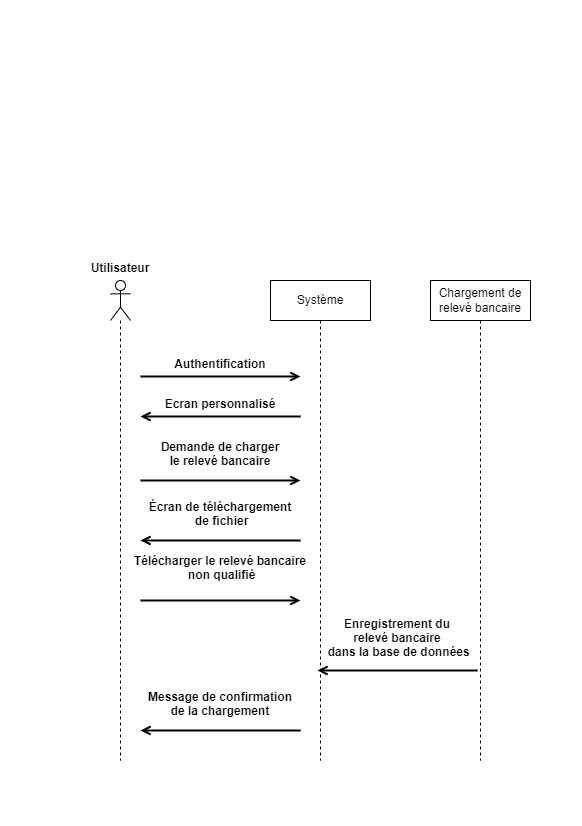 Utilisateur
Système
Chargement de
relevé bancaire
Authentification
Ecran personnalisé
Demande de charger
le relevé bancaire
Écran de téléchargement
de fichier
Télécharger le relevé bancaire
non qualifié
Enregistrement du
relevé bancaire
dans la base de données
Message de confirmation
de la chargement